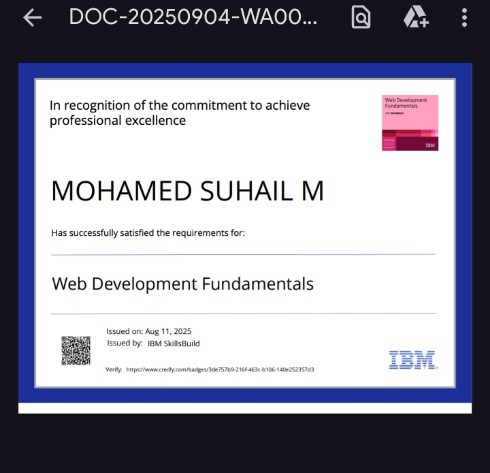 DOC-20250904-WA00...
In recognition of the commitment to achieve
professional excellence
Web Development
Fundamentals
IBM
MOHAMED SUHAIL M
Has successfully satisfied the requirements for:
Web Development Fundamentals
Issued on: Aug 11, 2025
Issued by: IBM SkillsBuild
Verify: https://www.credly.com/badges/3de757b9-216f-463c-b106-140e252357d3
IBM